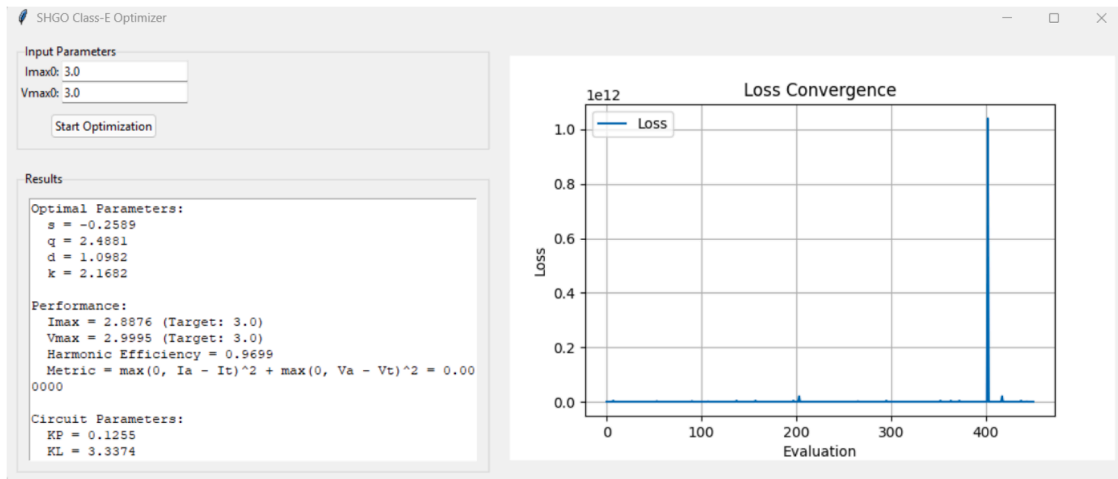 SHGO Class-E Optimizer
Input Parameters
Imax0: 3.0
Vmax0: 3.0
Start Optimization
Results
Optimal Parameters:
s = -0.2589
q = 2.4881
d = 1.0982
k = 2.1682
Performance:
Imax = 2.8876 (Target: 3.0)
Vmax = 2.9995 (Target: 3.0)
Harmonic Efficiency = 0.9699
Metric = max(0, Ia - It)^2 + max(0, Va - Vt)^2 = 0.00
0000
Circuit Parameters:
KP = 0.1255
KL = 3.3374
Loss Convergence
1e12
Loss
1.0
0.8
0.6
0.4
0.2
0.0
Loss
0 100 200 300 400
Evaluation